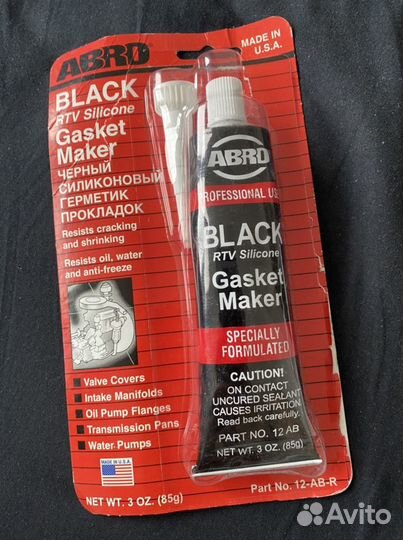 ABRO
MADE IN
U.S.A.
BLACK
RTV Silicone
Gasket
Maker
ЧЕРНЫЙ
СИЛИКОНОВЫЙ
ГЕРМЕТИК
ПРОКЛАДОК
Resists cracking
and shrinking
Resists oil, water
and anti-freeze
Valve Covers
Intake Manifolds
Oil Pump Flanges
Transmission Pans
Water Pumps
MADE IN U.S.A.
NET WT. 3 OZ. (85g)
Part No. 12-AB-R
ABRO
PROFESSIONAL USE
BLACK
RTV Silicone
Gasket
Maker
SPECIALLY
FORMULATED
CAUTION!
ON CONTACT
UNCURED SEALANT
CAUSES IRRITATION
Read back carefully.
PART NO. 12 AB
NET WT. 3 OZ. (85g)
Avito